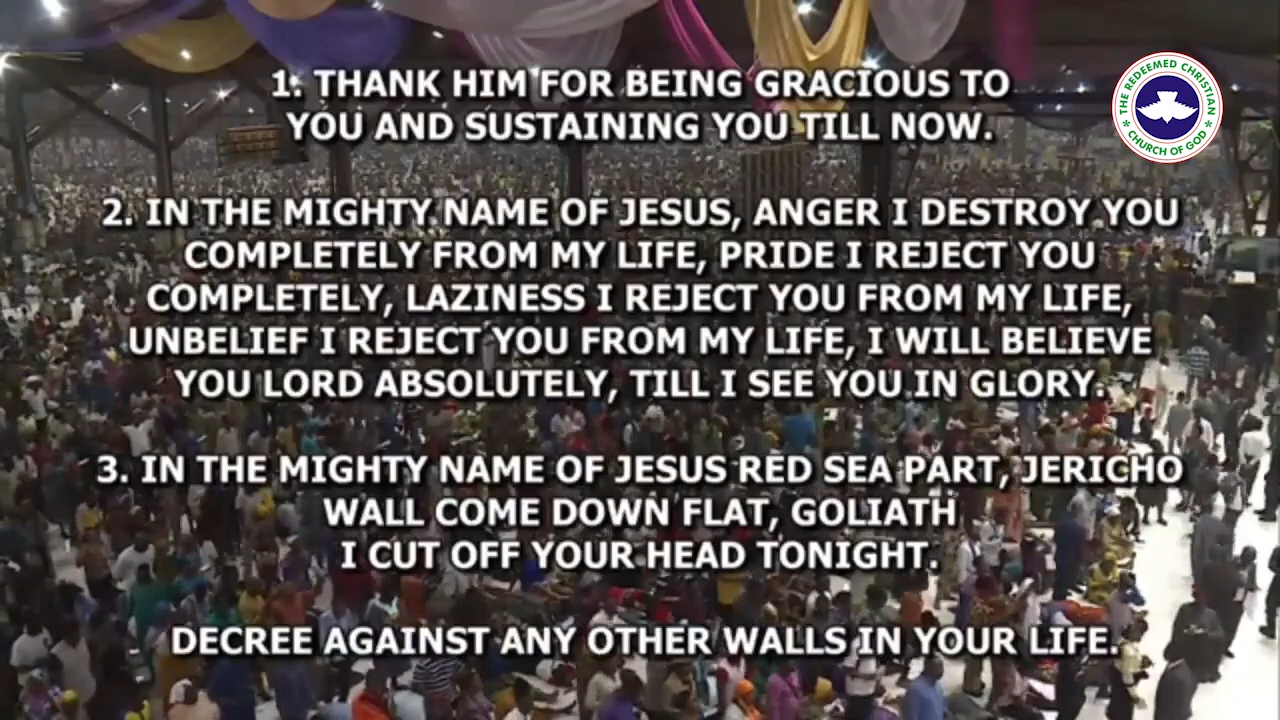 1. THANK HIM FOR BEING GRACIOUS TO
YOU AND SUSTAINING YOU TILL NOW.
2. IN THE MIGHTY NAME OF JESUS, ANGER I DESTROY YOU
COMPLETELY FROM MY LIFE, PRIDE I REJECT YOU
COMPLETELY, LAZINESS I REJECT YOU FROM MY LIFE,
UNBELIEF I REJECT YOU FROM MY LIFE, I WILL BELIEVE
YOU LORD ABSOLUTELY, TILL I SEE YOU IN GLORY.
3. IN THE MIGHTY NAME OF JESUS RED SEA PART, JERICHO
WALL COME DOWN FLAT, GOLIATH
I CUT OFF YOUR HEAD TONIGHT.
DECREE AGAINST ANY OTHER WALLS IN YOUR LIFE.
THE REDEEMED CHRISTIAN
* CHURCH OF GOD *